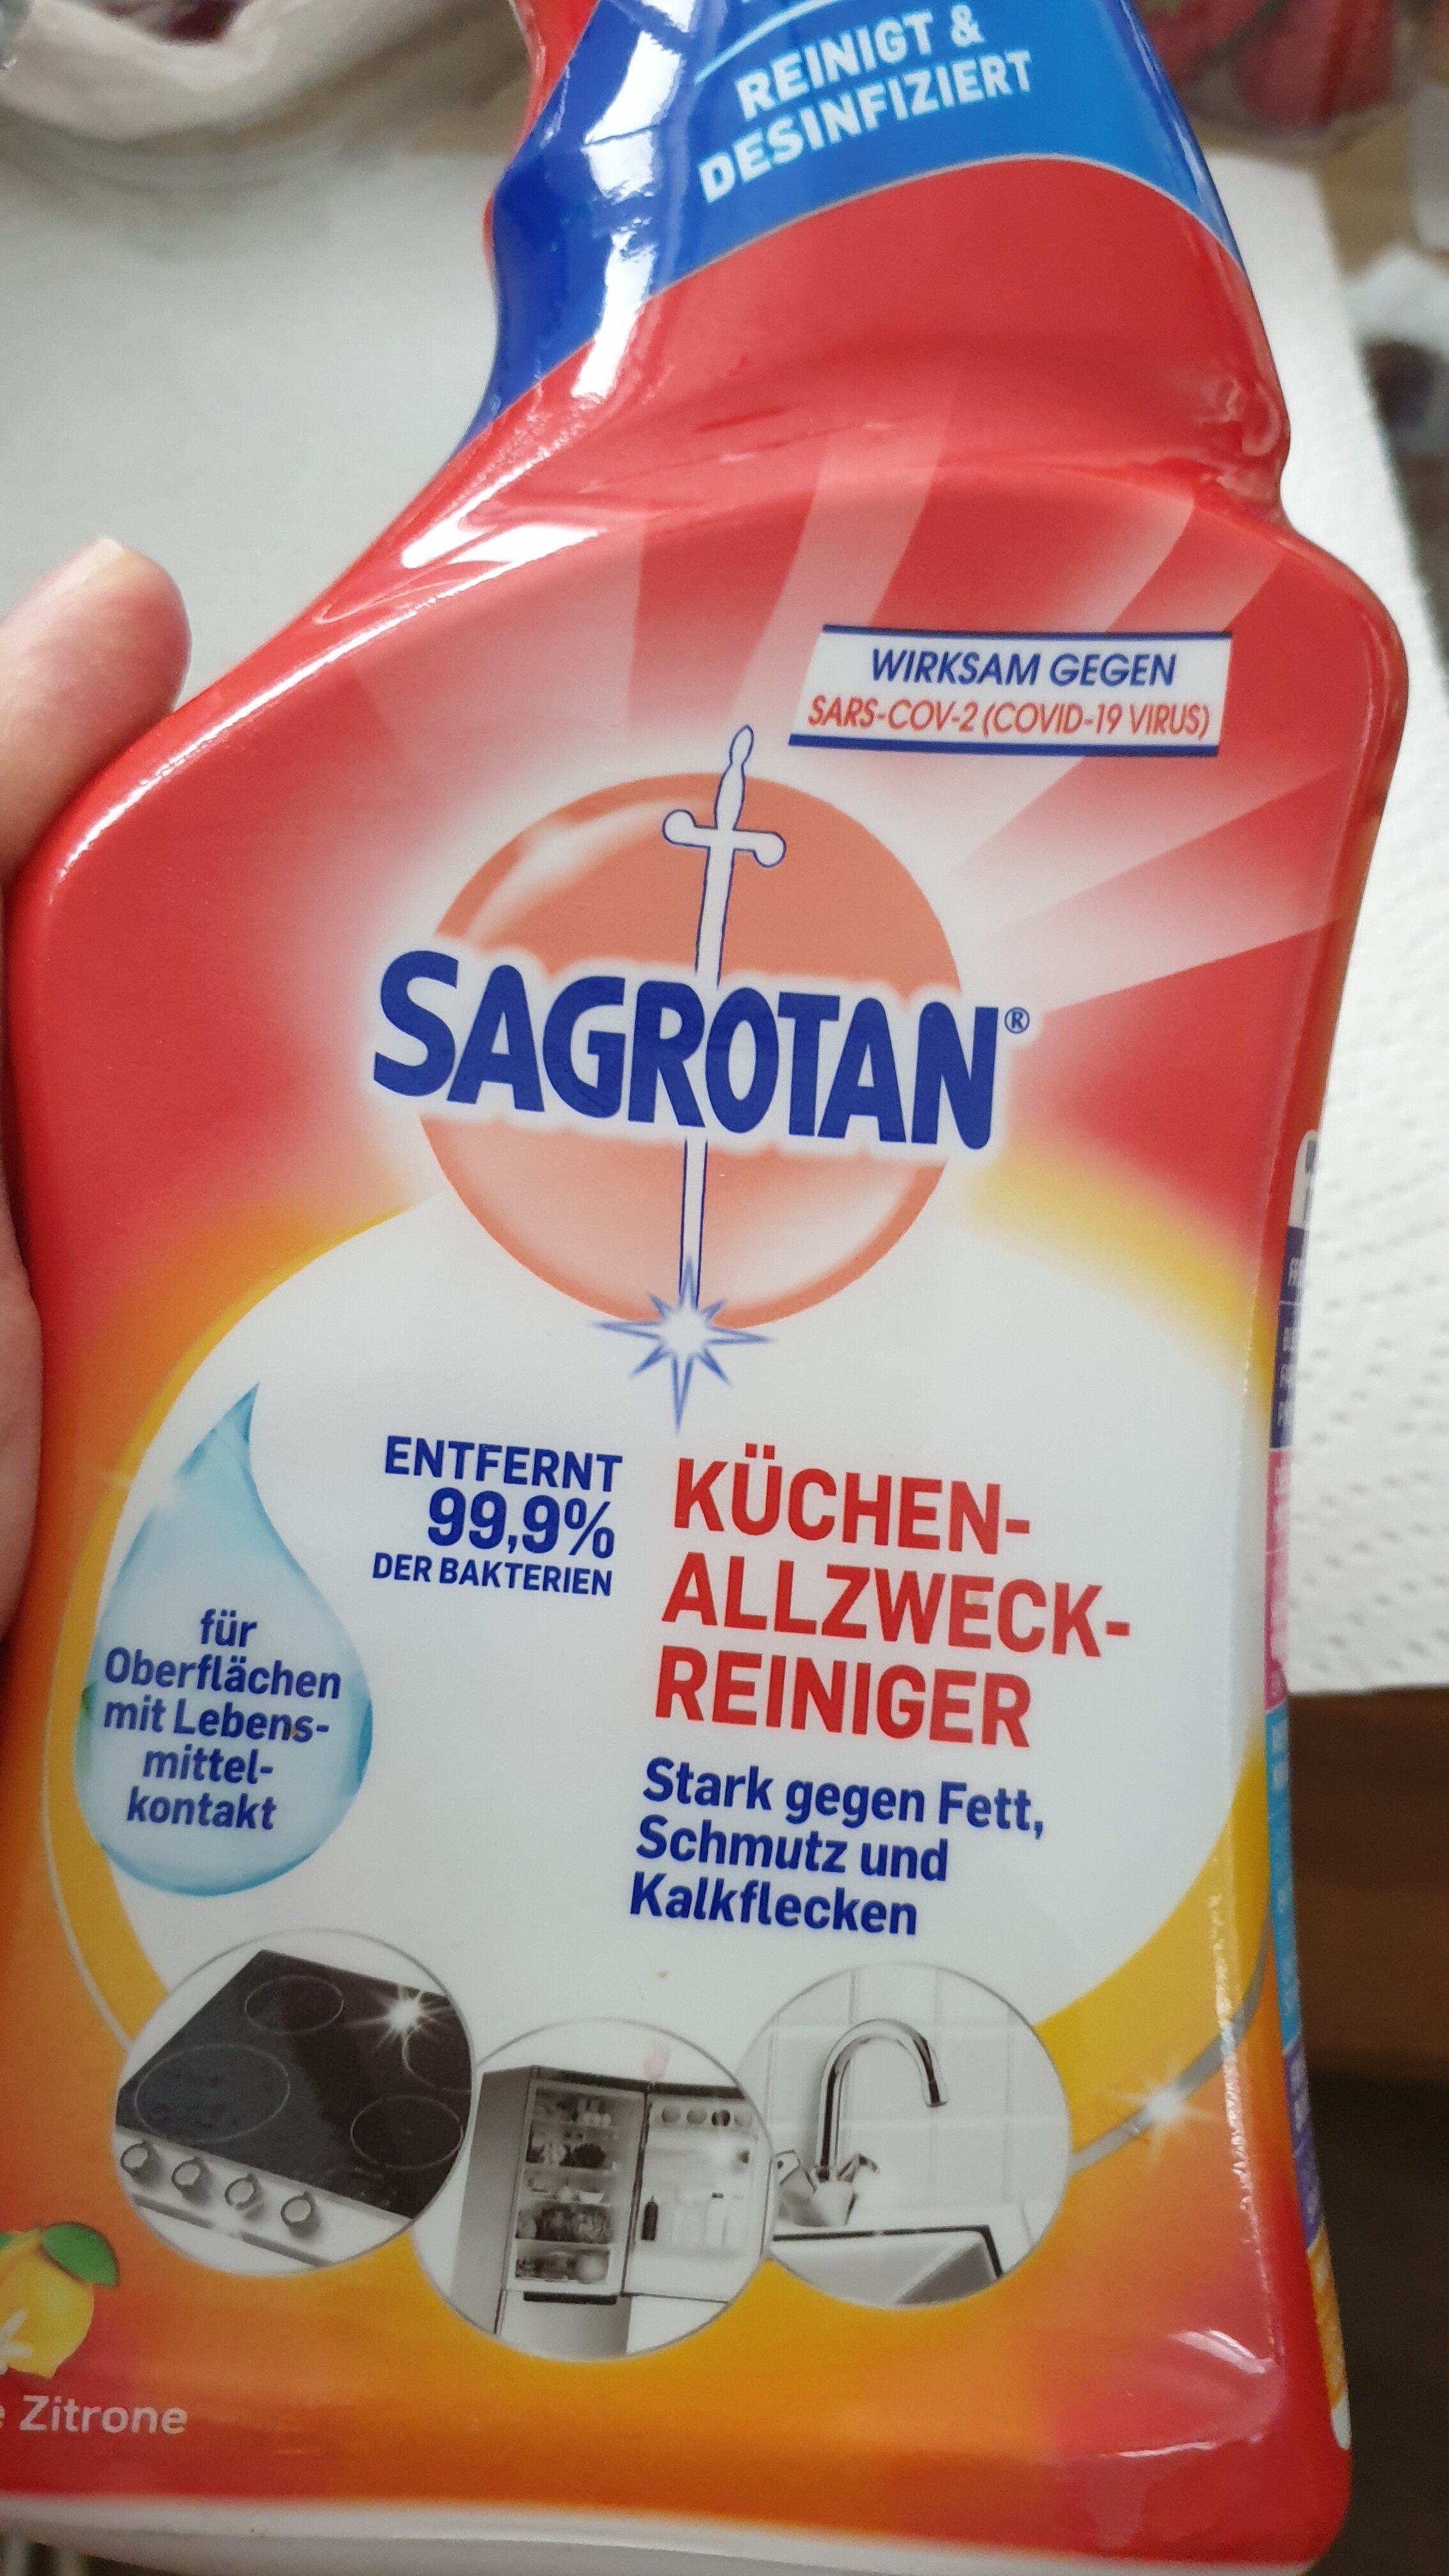 REINIGT &
DESINFIZIERT
WIRKSAM GEGEN
SARS-COV-2 (COVID-19 VIRUS)
SAGROTAN®
ENTFERNT
99,9%
DER BAKTERIEN
KÜCHEN-
ALLZWECK-
REINIGER
Stark gegen Fett,
Schmutz und
Kalkflecken
für
Oberflächen
mit Lebens-
mittel-
kontakt
Zitrone